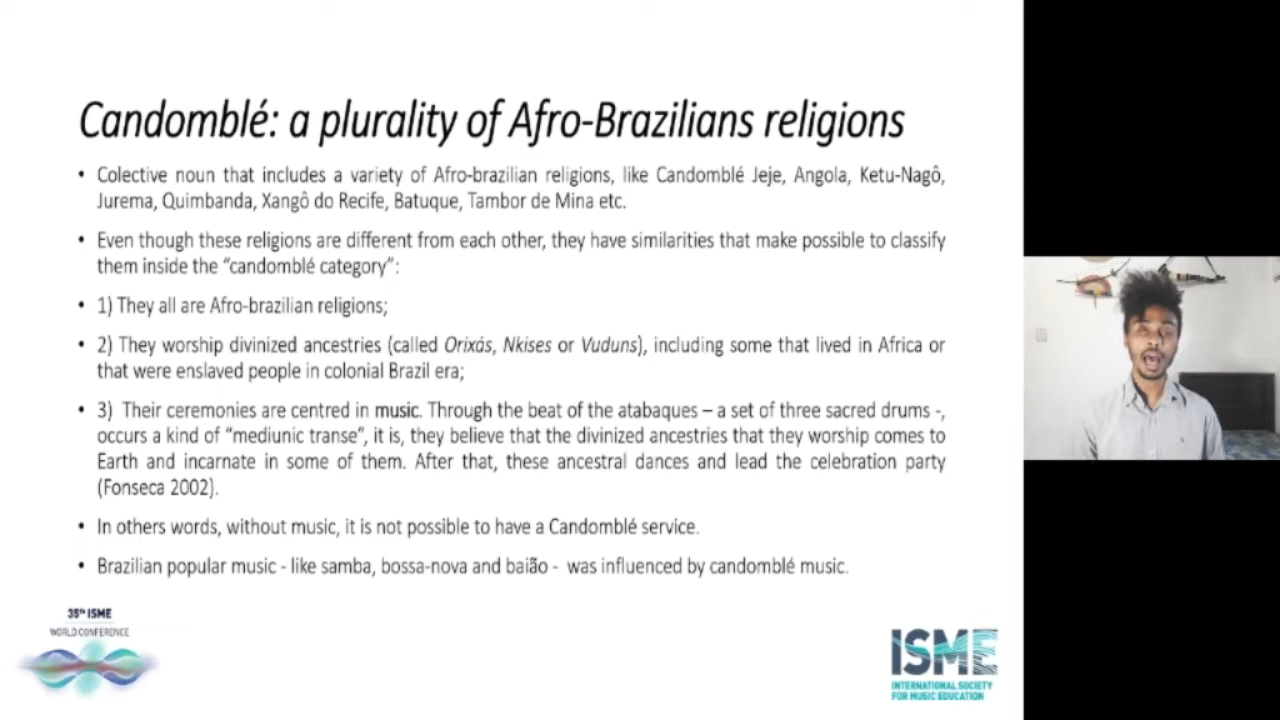 Candomblé: a plurality of Afro-Brazilians religions
• Colective noun that includes a variety of Afro-brazilian religions, like Candomblé Jeje, Angola, Ketu-Nagô,
Jurema, Quimbanda, Xangô do Recife, Batuque, Tambor de Mina etc.
• Even though these religions are different from each other, they have similarities that make possible to classify
them inside the “candomblé category”:
• 1) They all are Afro-brazilian religions;
• 2) They worship divinized ancestries (called Orixás, Nkises or Vuduns), including some that lived in Africa or
that were enslaved people in colonial Brazil era;
• 3) Their ceremonies are centred in music. Through the beat of the atabaques – a set of three sacred drums -,
occurs a kind of “mediunic transe”, it is, they believe that the divinized ancestries that they worship comes to
Earth and incarnate in some of them. After that, these ancestral dances and lead the celebration party
(Fonseca 2002).
• In others words, without music, it is not possible to have a Candomblé service.
• Brazilian popular music - like samba, bossa-nova and baião - was influenced by candomblé music.
35th ISME
WORLD CONFERENCE
ISME
INTERNATIONAL SOCIETY
FOR MUSIC EDUCATION